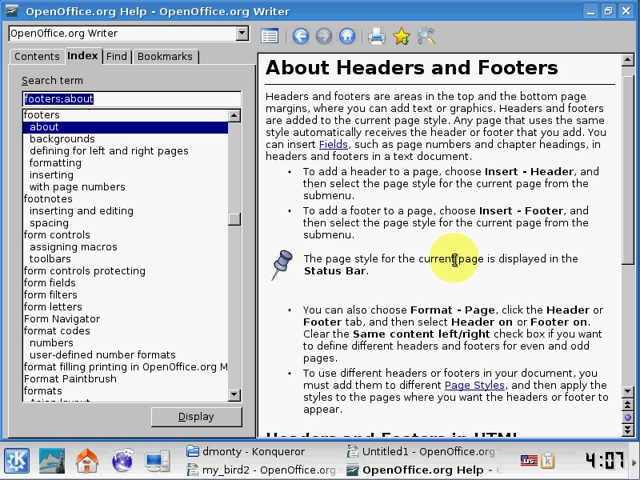 OpenOffice.org Help - OpenOffice.org Writer
OpenOffice.org Writer
Contents Index Find Bookmarks
Search term
footers;about
footers
about
backgrounds
defining for left and right pages
formatting
inserting
with page numbers
footnotes
inserting and editing
spacing
form controls
assigning macros
toolbars
form controls protecting
form fields
form filters
form letters
Form Navigator
format codes
numbers
user-defined number formats
format filling printing in OpenOffice.org M
Format Paintbrush
formats
Display
About Headers and Footers
Headers and footers are areas in the top and the bottom page
margins, where you can add text or graphics. Headers and footers
are added to the current page style. Any page that uses the same
style automatically receives the header or footer that you add. You
can insert Fields, such as page numbers and chapter headings, in
headers and footers in a text document.
• To add a header to a page, choose Insert - Header, and
then select the page style for the current page from the
submenu.
• To add a footer to a page, choose Insert - Footer, and
then select the page style for the current page from the
submenu.
The page style for the current page is displayed in the
Status Bar.
• You can also choose Format - Page, click the Header or
Footer tab, and then select Header on or Footer on.
Clear the Same content left/right check box if you want
to define different headers and footers for even and odd
pages.
• To use different headers or footers in your document, you
must add them to different Page Styles, and then apply the
styles to the pages where you want the headers or footer to
appear.
Headers and Footers in HTML
dmonty - Konqueror
Untitled1 - OpenOffice.org
my_bird2 - OpenOffice.org
OpenOffice.org Help -
4:07